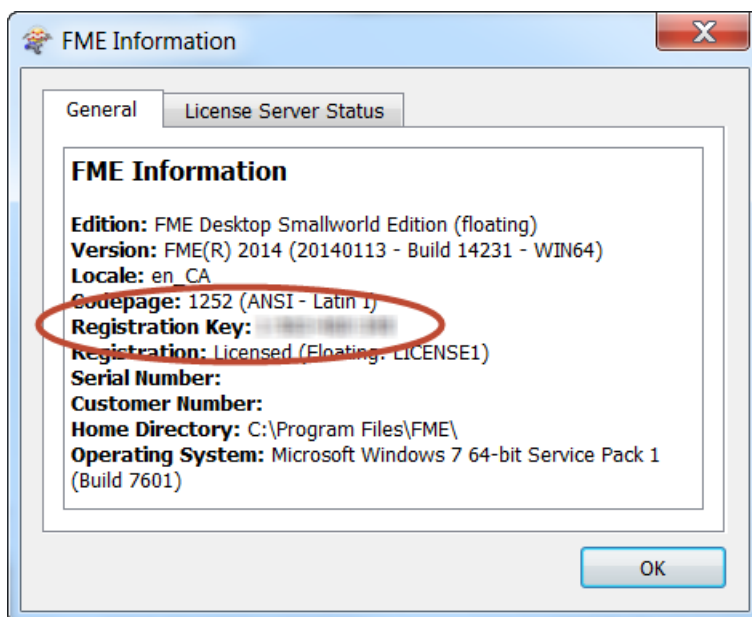 FME Information
General
License Server Status
FME Information
Edition: FME Desktop Smallworld Edition (floating)
Version: FME(R) 2014 (20140113 - Build 14231 - WIN64)
Locale: en_CA
Codepage: 1252 (ANSI - Latin I)
Registration Key:
Registration: Licensed (Floating: LICENSE1)
Serial Number:
Customer Number:
Home Directory: C:\Program Files\FME\
Operating System: Microsoft Windows 7 64-bit Service Pack 1
(Build 7601)
OK